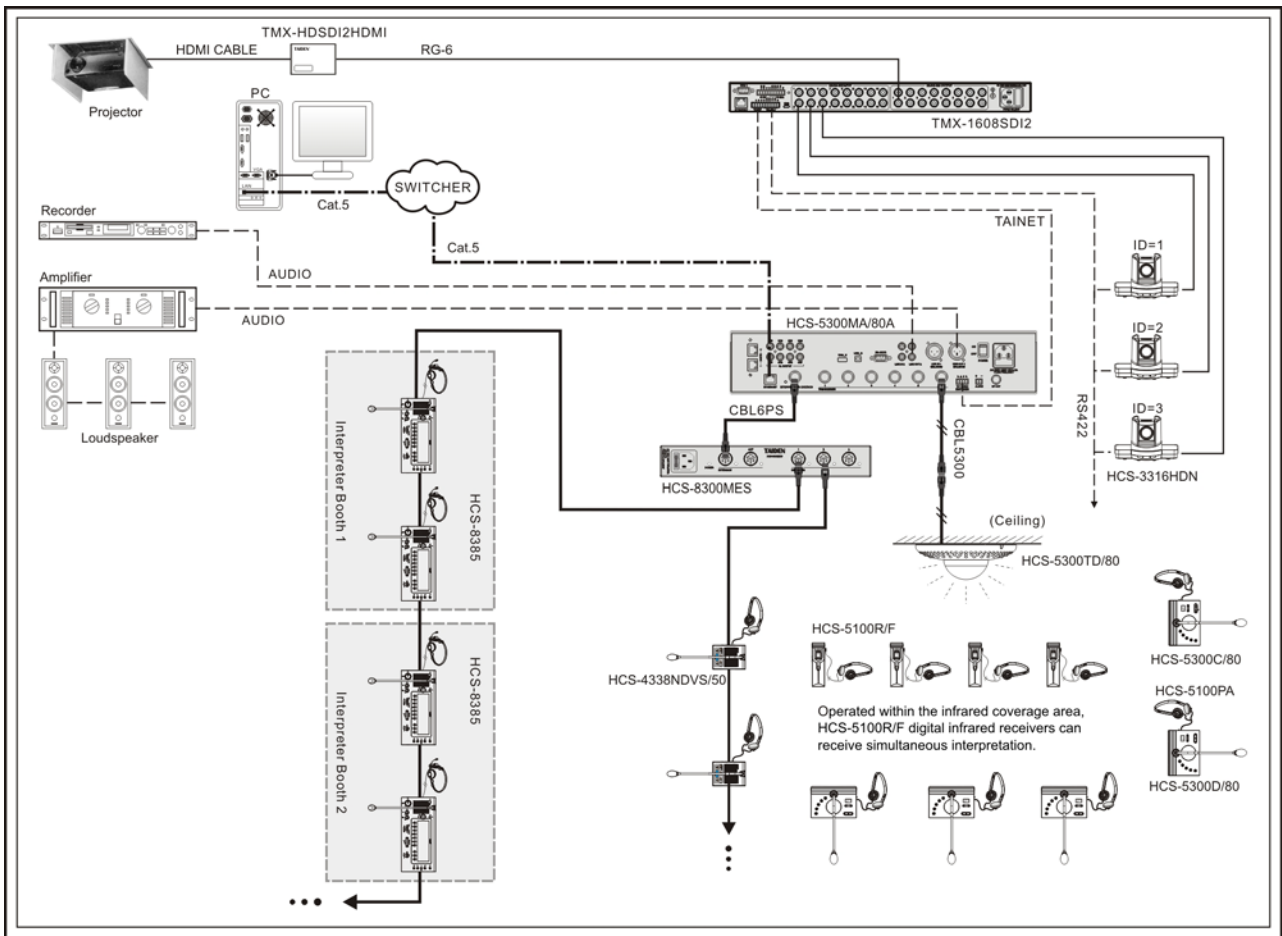 TMX-HDSDI2HDMI
HDMI CABLE
TAIDEN
RG-6
Projector
PC
TMX-1608SDI2
SWITCHER
Cat.5
TAINET
Recorder
Cat.5
ID=1
AUDIO
Amplifier
AUDIO
HCS-5300MA/80A
ID=2
Loudspeaker
CBL6PS
CBL5300
RS422
ID=3
HCS-3316HDN
TAIDEN
HCS-8300MES
Interpreter Booth 1
HCS-8385
(Ceiling)
HCS-5300TD/80
HCS-5100R/F
HCS-5300C/80
HCS-4338NDVS/50
Interpreter Booth 2
HCS-8385
HCS-5100PA
Operated within the infrared coverage area,
HCS-5100R/F digital infrared receivers can
receive simultaneous interpretation.
HCS-5300D/80